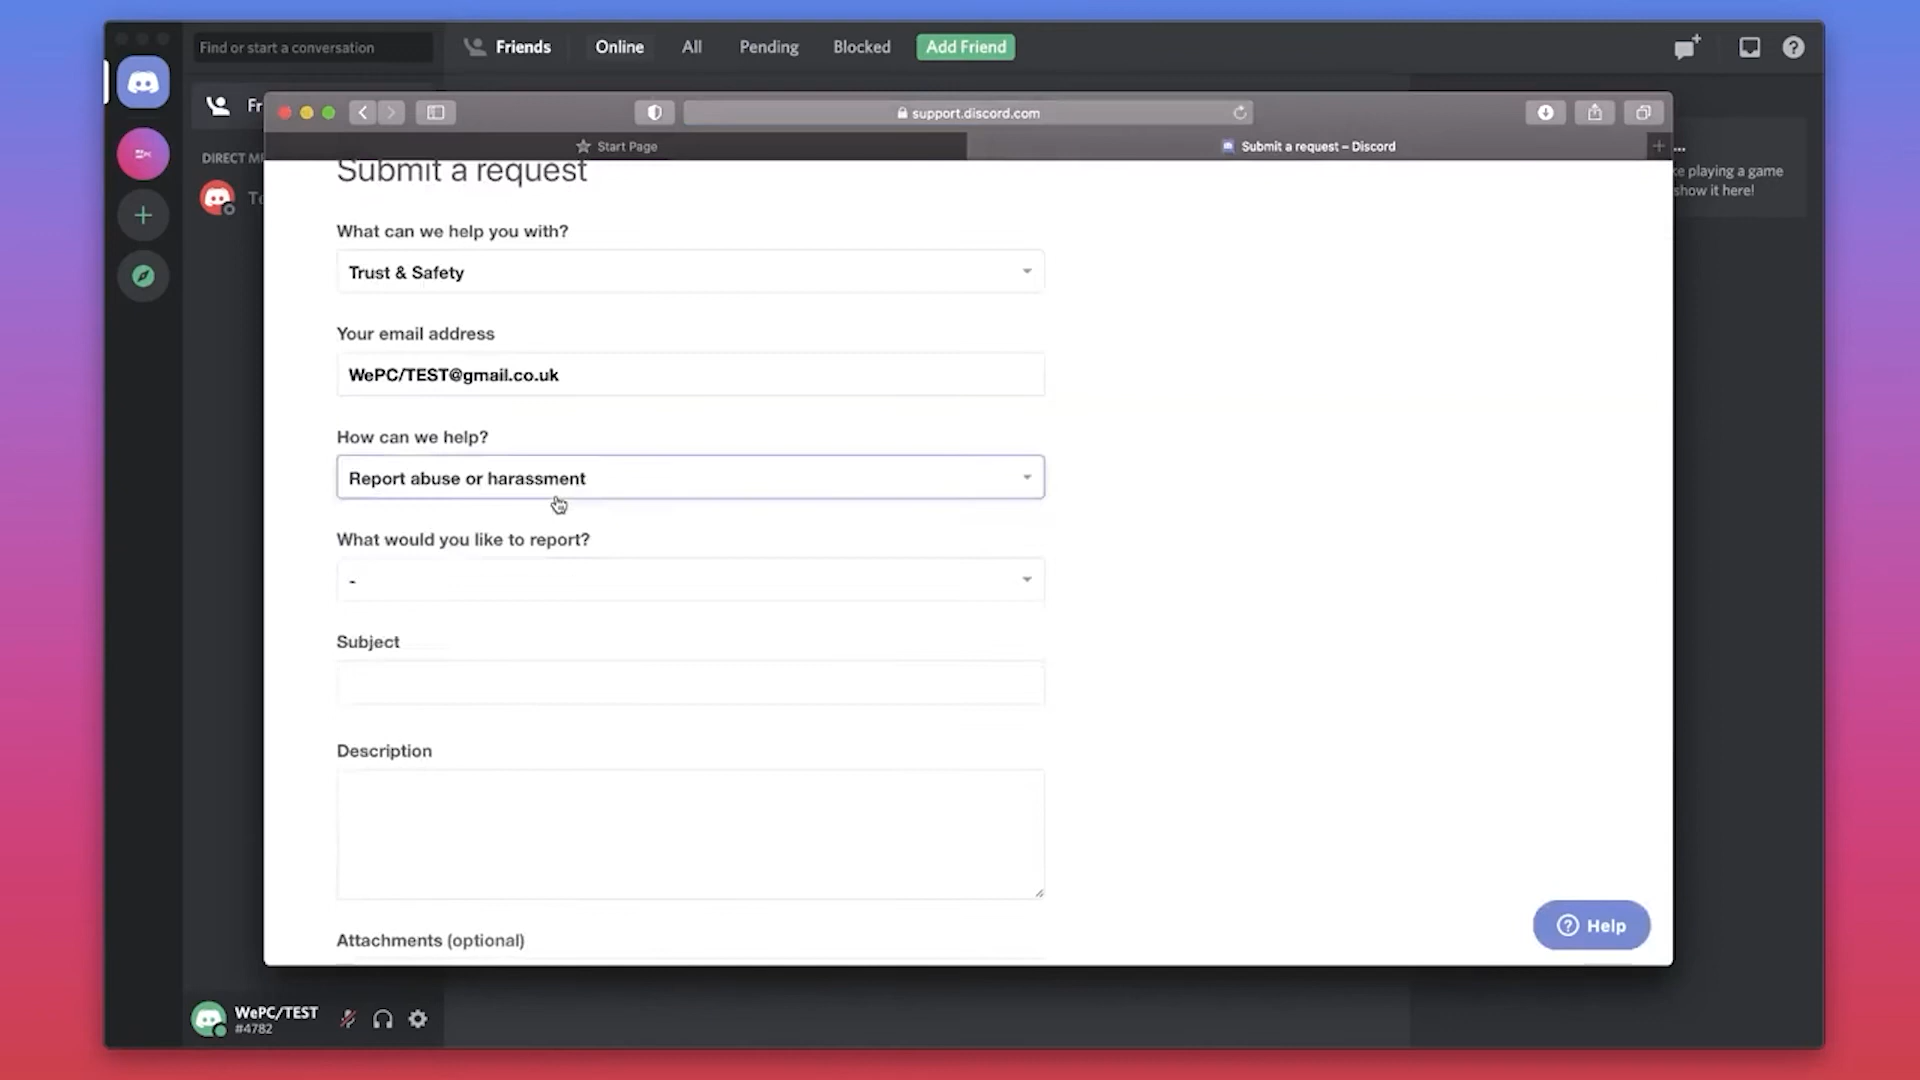 Find or start a conversation
Friends
Online
All
Pending
Blocked
Add Friend
support.discord.com
Start Page
Submit a request – Discord
playing a game
show it here!
DIRECT
Submit a request
What can we help you with?
Trust & Safety
Your email address
WePC/TEST@gmail.co.uk
How can we help?
Report abuse or harassment
What would you like to report?
-
Subject
Description
Attachments (optional)
Help
WePC/TEST
#4782